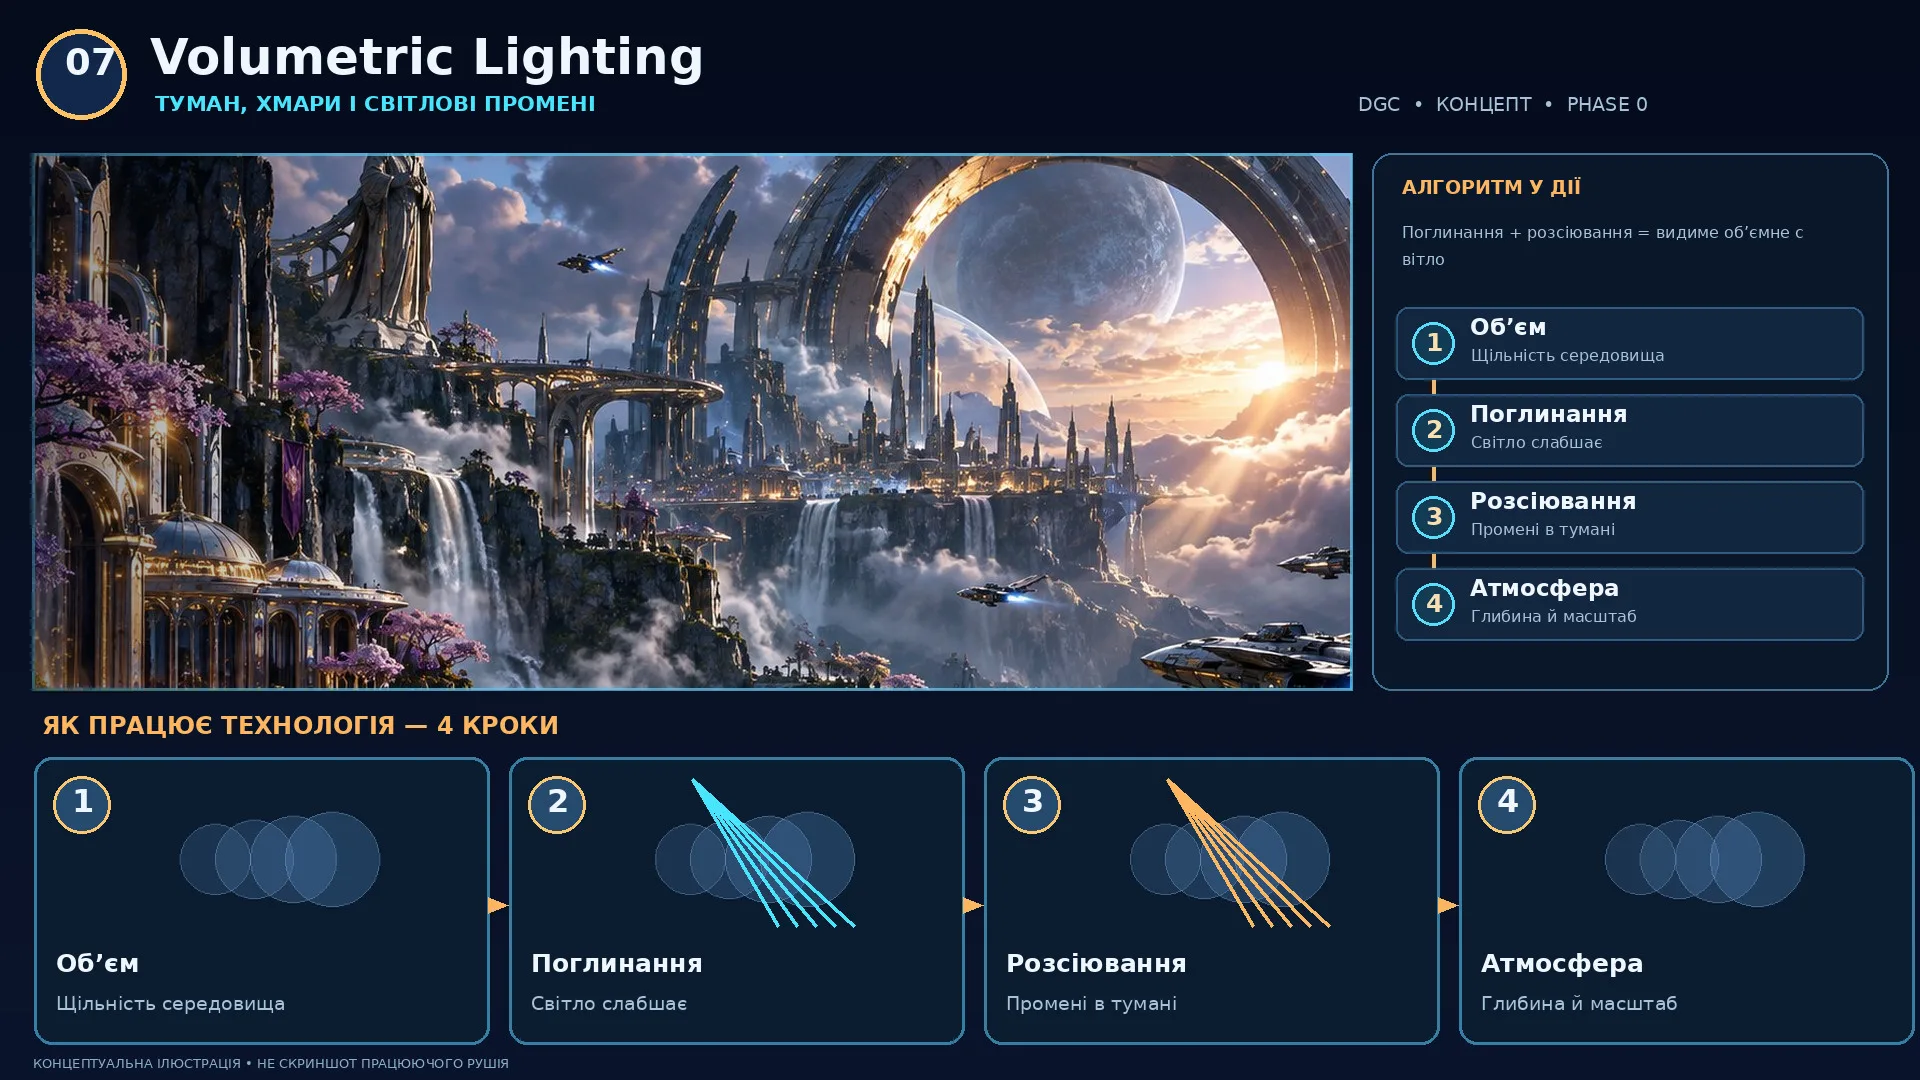 07
Volumetric Lighting
ТУМАН, ХМАРИ І СВІТЛОВІ ПРОМЕНІ
DGC • КОНЦЕПТ • PHASE 0
АЛГОРИТМ У ДІЇ
Поглинання + розсіювання = видиме об’ємне с
вітло
1
Об’єм
Щільність середовища
2
Поглинання
Світло слабшає
3
Розсіювання
Промені в тумані
4
Атмосфера
Глибина й масштаб
ЯК ПРАЦЮЄ ТЕХНОЛОГІЯ — 4 КРОКИ
1
Об’єм
Щільність середовища
2
Поглинання
Світло слабшає
3
Розсіювання
Промені в тумані
4
Атмосфера
Глибина й масштаб
КОНЦЕПТУАЛЬНА ІЛЮСТРАЦІЯ • НЕ СКРИНШОТ ПРАЦЮЮЧОГО РУШІЯ